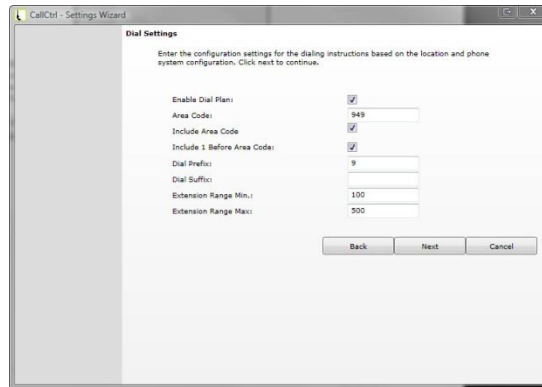 CallCtrl - Settings Wizard
Dial Settings
Enter the configuration settings for the dialing instructions based on the location and phone
system configuration. Click next to continue.
Enable Dial Plan:
Area Code: 949
Include Area Code
Include 1 Before Area Code:
Dial Prefix: 9
Dial Suffix:
Extension Range Min.: 100
Extension Range Max: 500
Back Next Cancel